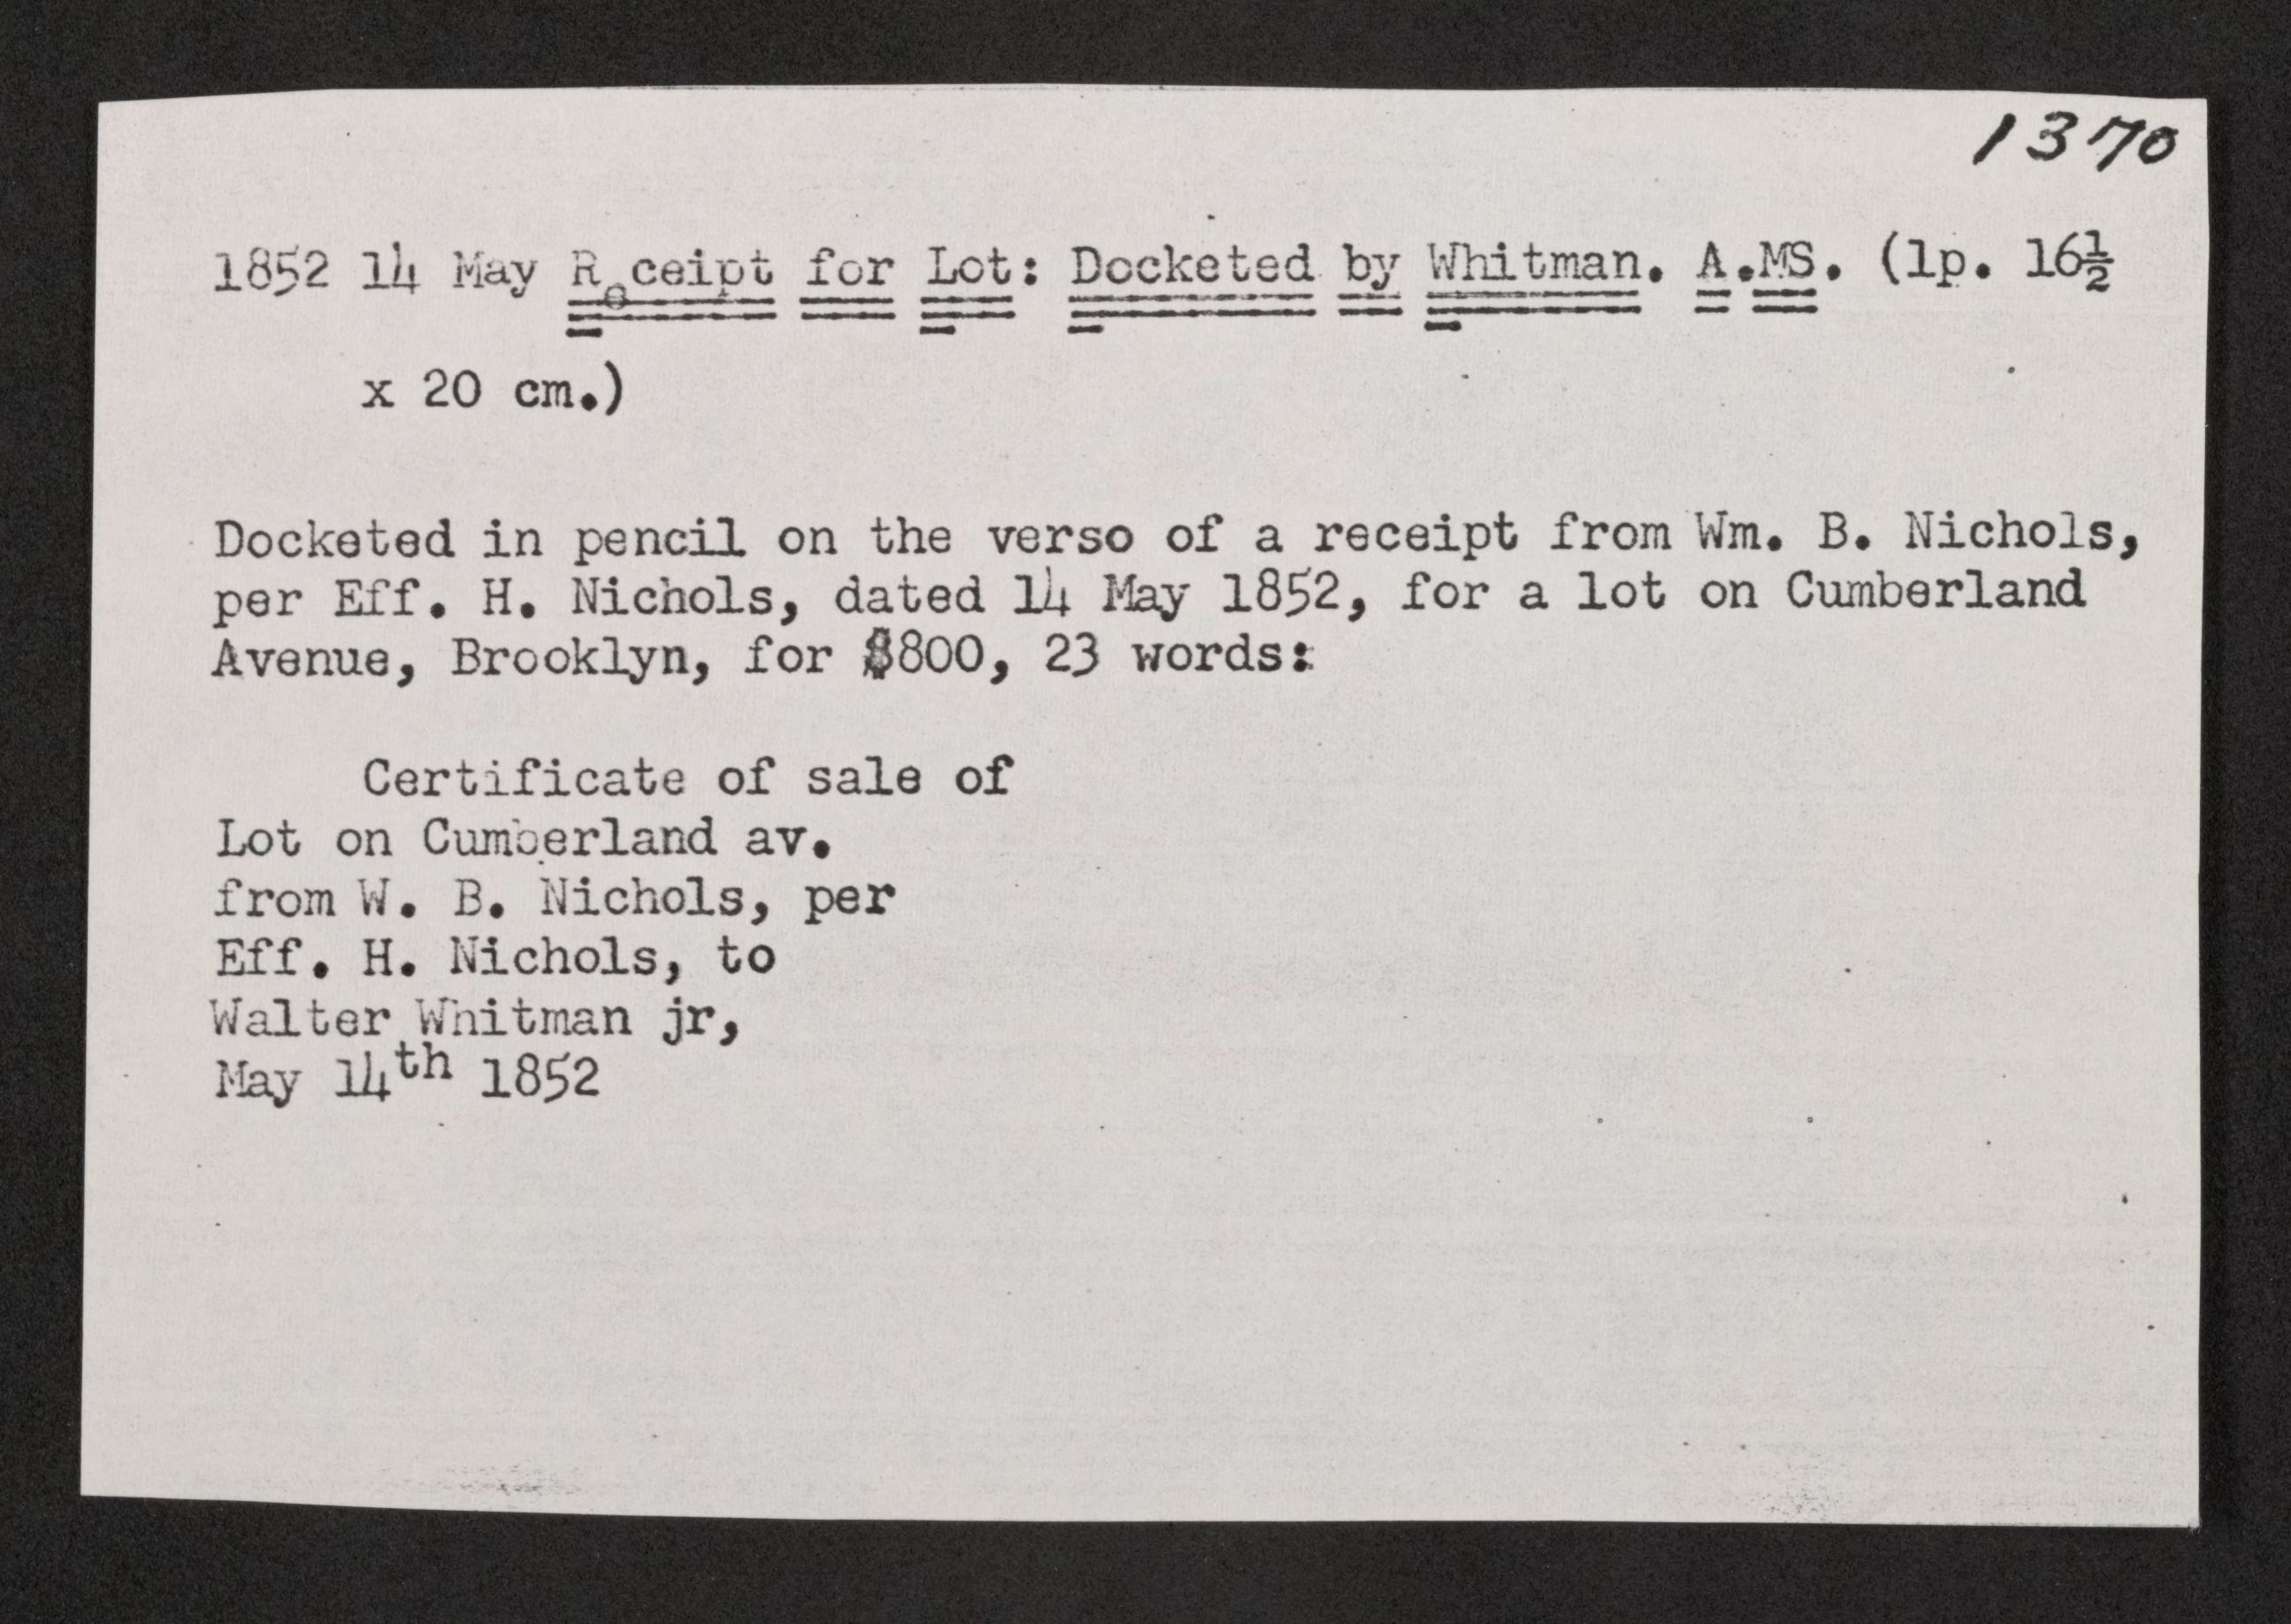 1370
1852 14 May Receipt for Lot: Docketed by Whitman. A.MS. (1p. 16½
x 20 cm.)
Docketed in pencil on the verso of a receipt from Wm. B. Nichols,
per Eff. H. Nichols, dated 14 May 1852, for a lot on Cumberland
Avenue, Brooklyn, for $800, 23 words:
Certificate of sale of
Lot on Cumberland av.
from W. B. Nichols, per
Eff. H. Nichols, to
Walter Whitman jr,
May 14th 1852